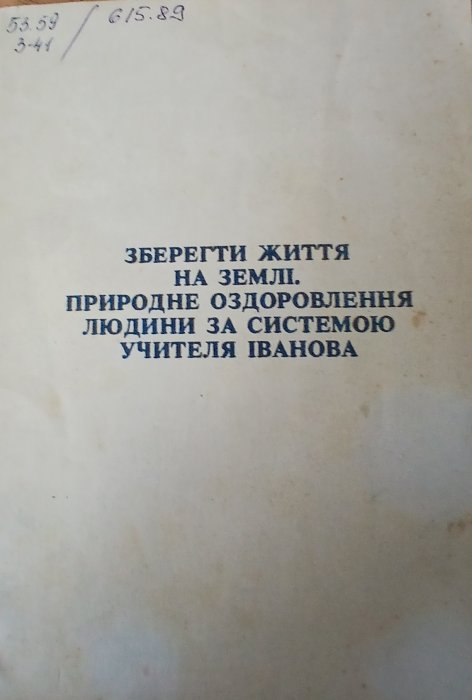 53.59 / 615.89
З-41
ЗБЕРЕГТИ ЖИТТЯ
НА ЗЕМЛІ.
ПРИРОДНЕ ОЗДОРОВЛЕННЯ
ЛЮДИНИ ЗА СИСТЕМОЮ
УЧИТЕЛЯ ІВАНОВА